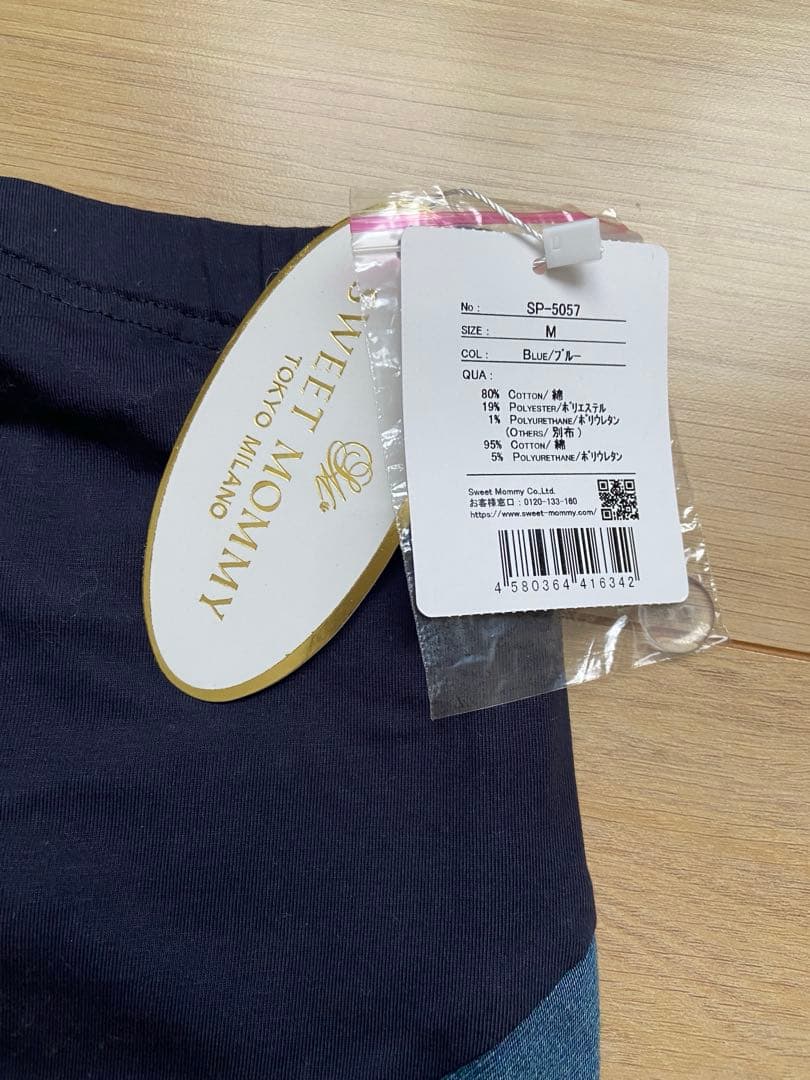 SWEET MOMMY
TOKYO MILANO
No: SP-5057
SIZE: M
COL: BLUE/ブルー
QUA:
80% COTTON/綿
19% POLYESTER/ポリエステル
1% POLYURETHANE/ポリウレタン
(OTHERS/別布)
95% COTTON/綿
5% POLYURETHANE/ポリウレタン
Sweet Mommy Co.,Ltd.
お客様窓口:0120-133-160
https://www.sweet-mommy.com/
4 580364 416342